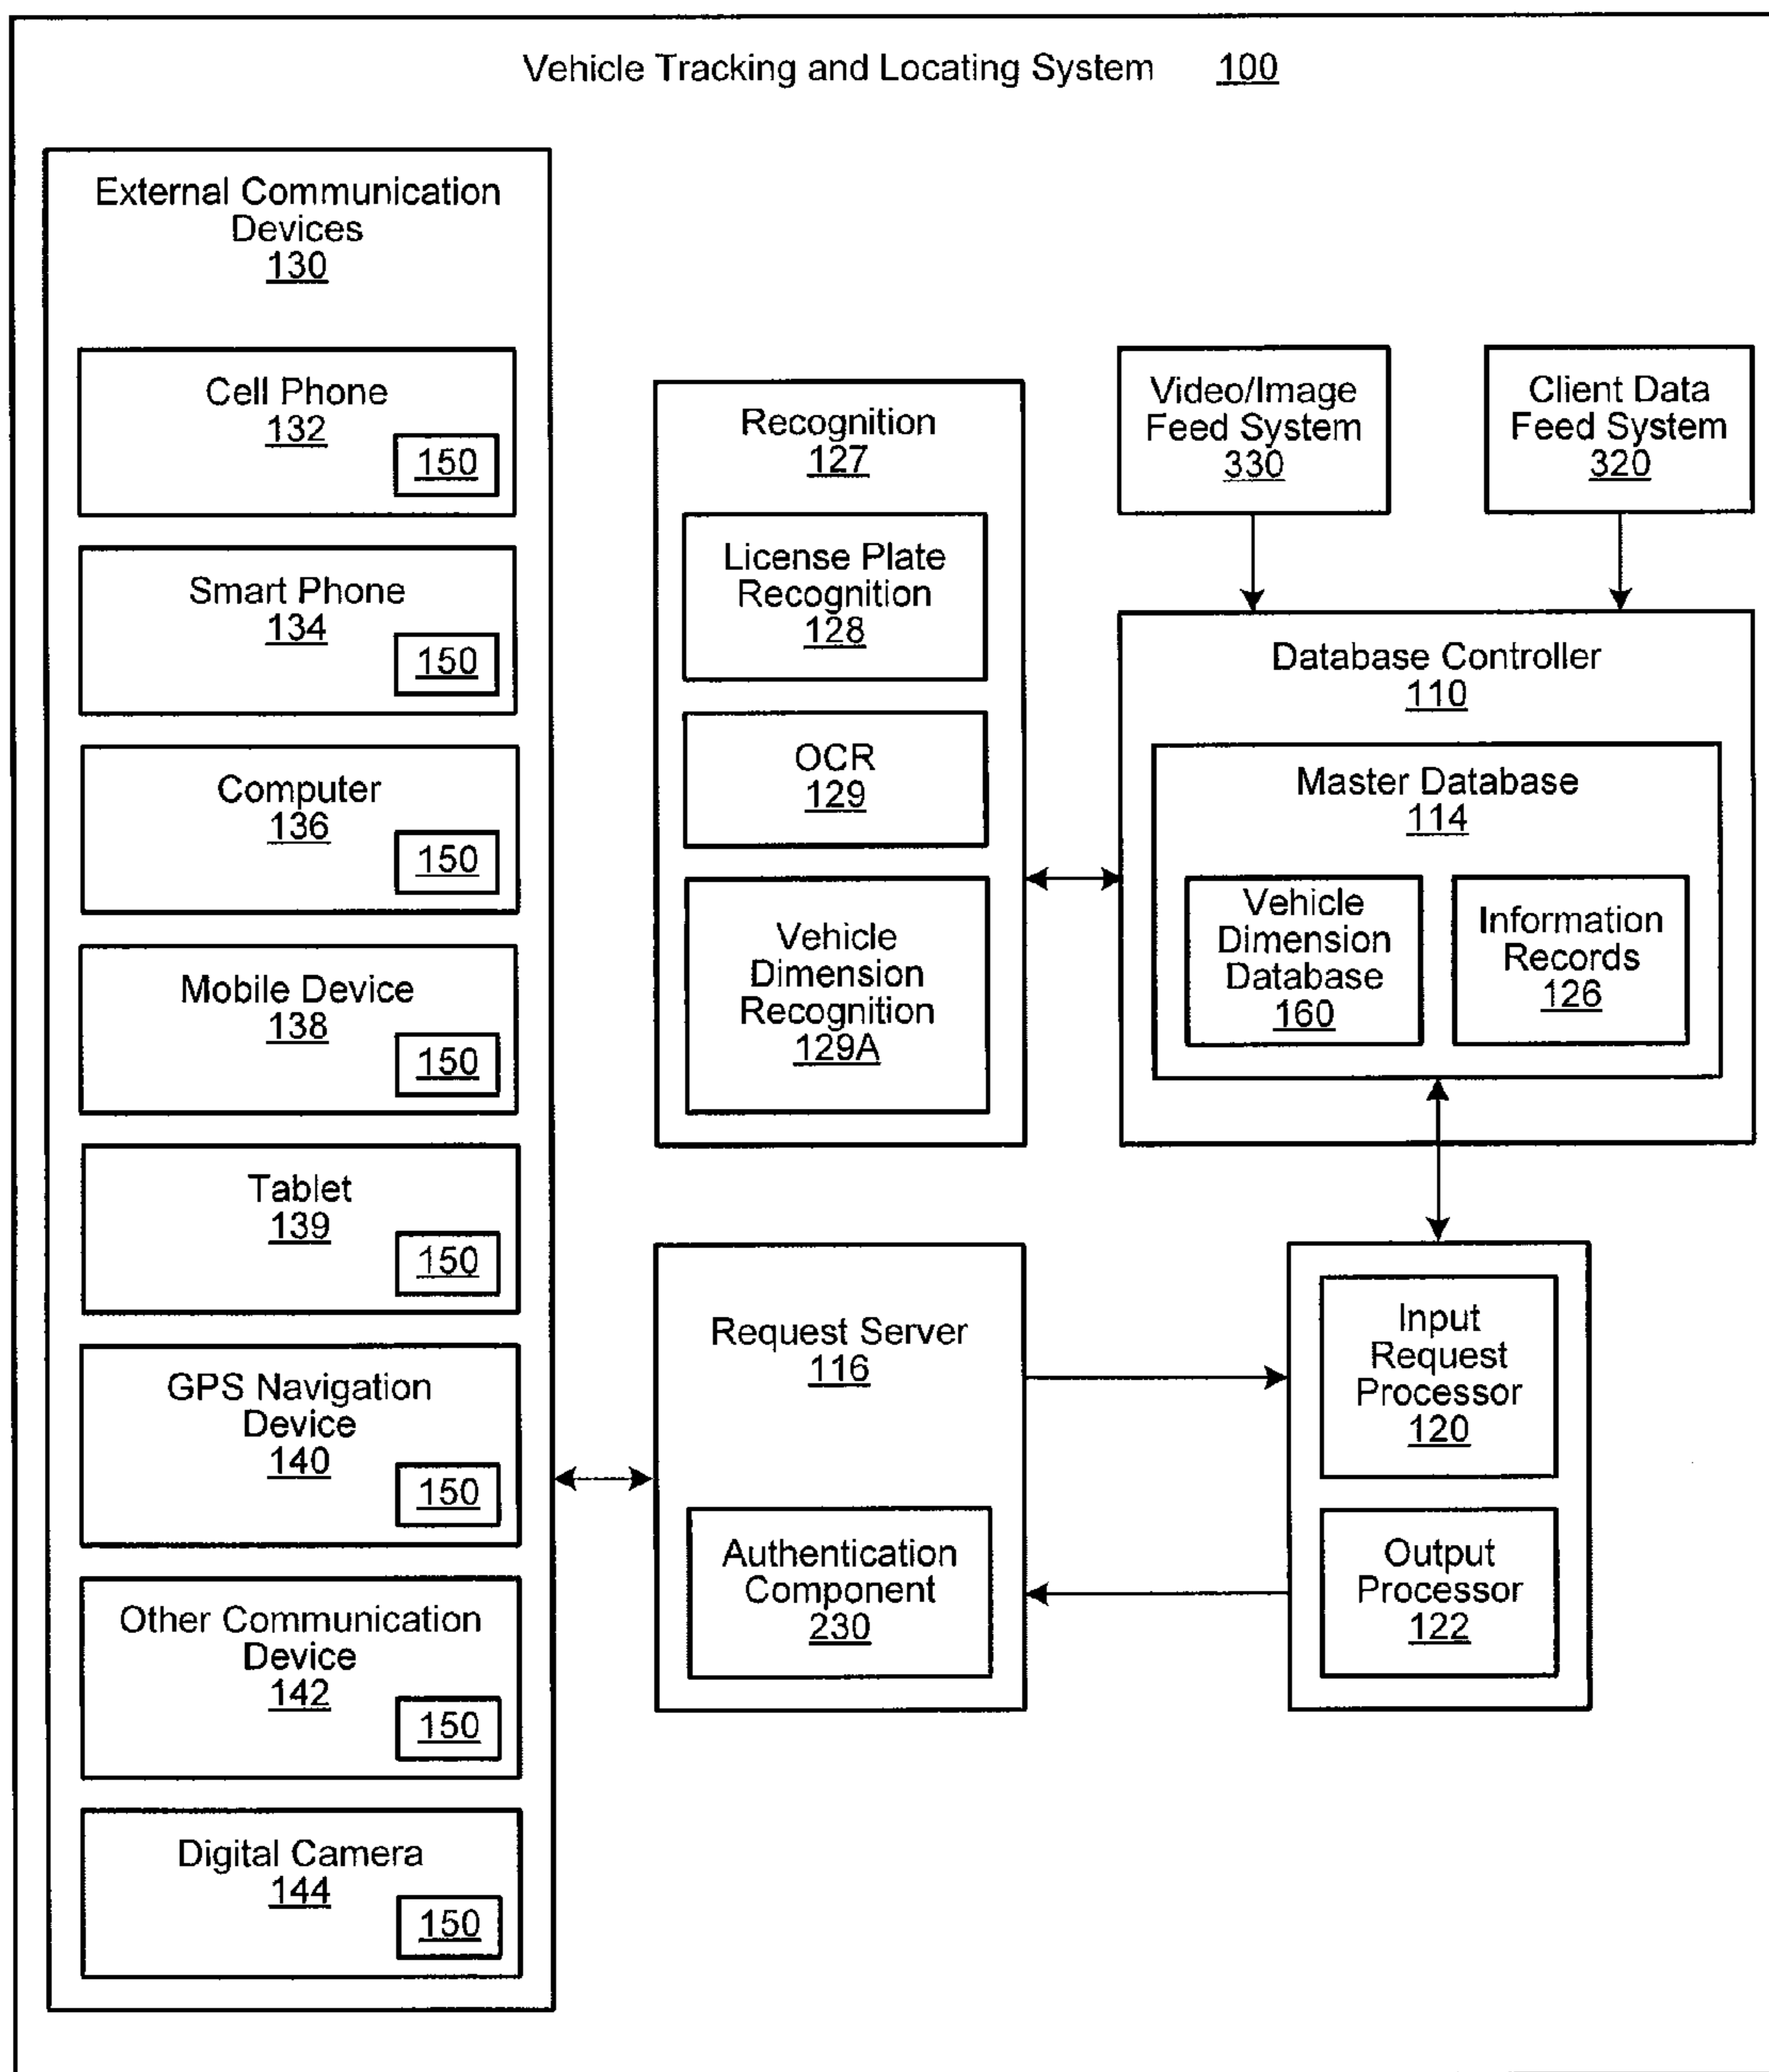 Vehicle Tracking and Locating System 100
External Communication
Devices
130
Cell Phone
132
150
Smart Phone
134
150
Computer
136
150
Mobile Device
138
150
Tablet
139
150
GPS Navigation
Device
140
150
Other Communication
Device
142
150
Digital Camera
144
150
Recognition
127
License Plate
Recognition
128
OCR
129
Vehicle
Dimension
Recognition
129A
Video/Image
Feed System
330
Client Data
Feed System
320
Database Controller
110
Master Database
114
Vehicle
Dimension
Database
160
Information
Records
126
Request Server
116
Authentication
Component
230
Input
Request
Processor
120
Output
Processor
122